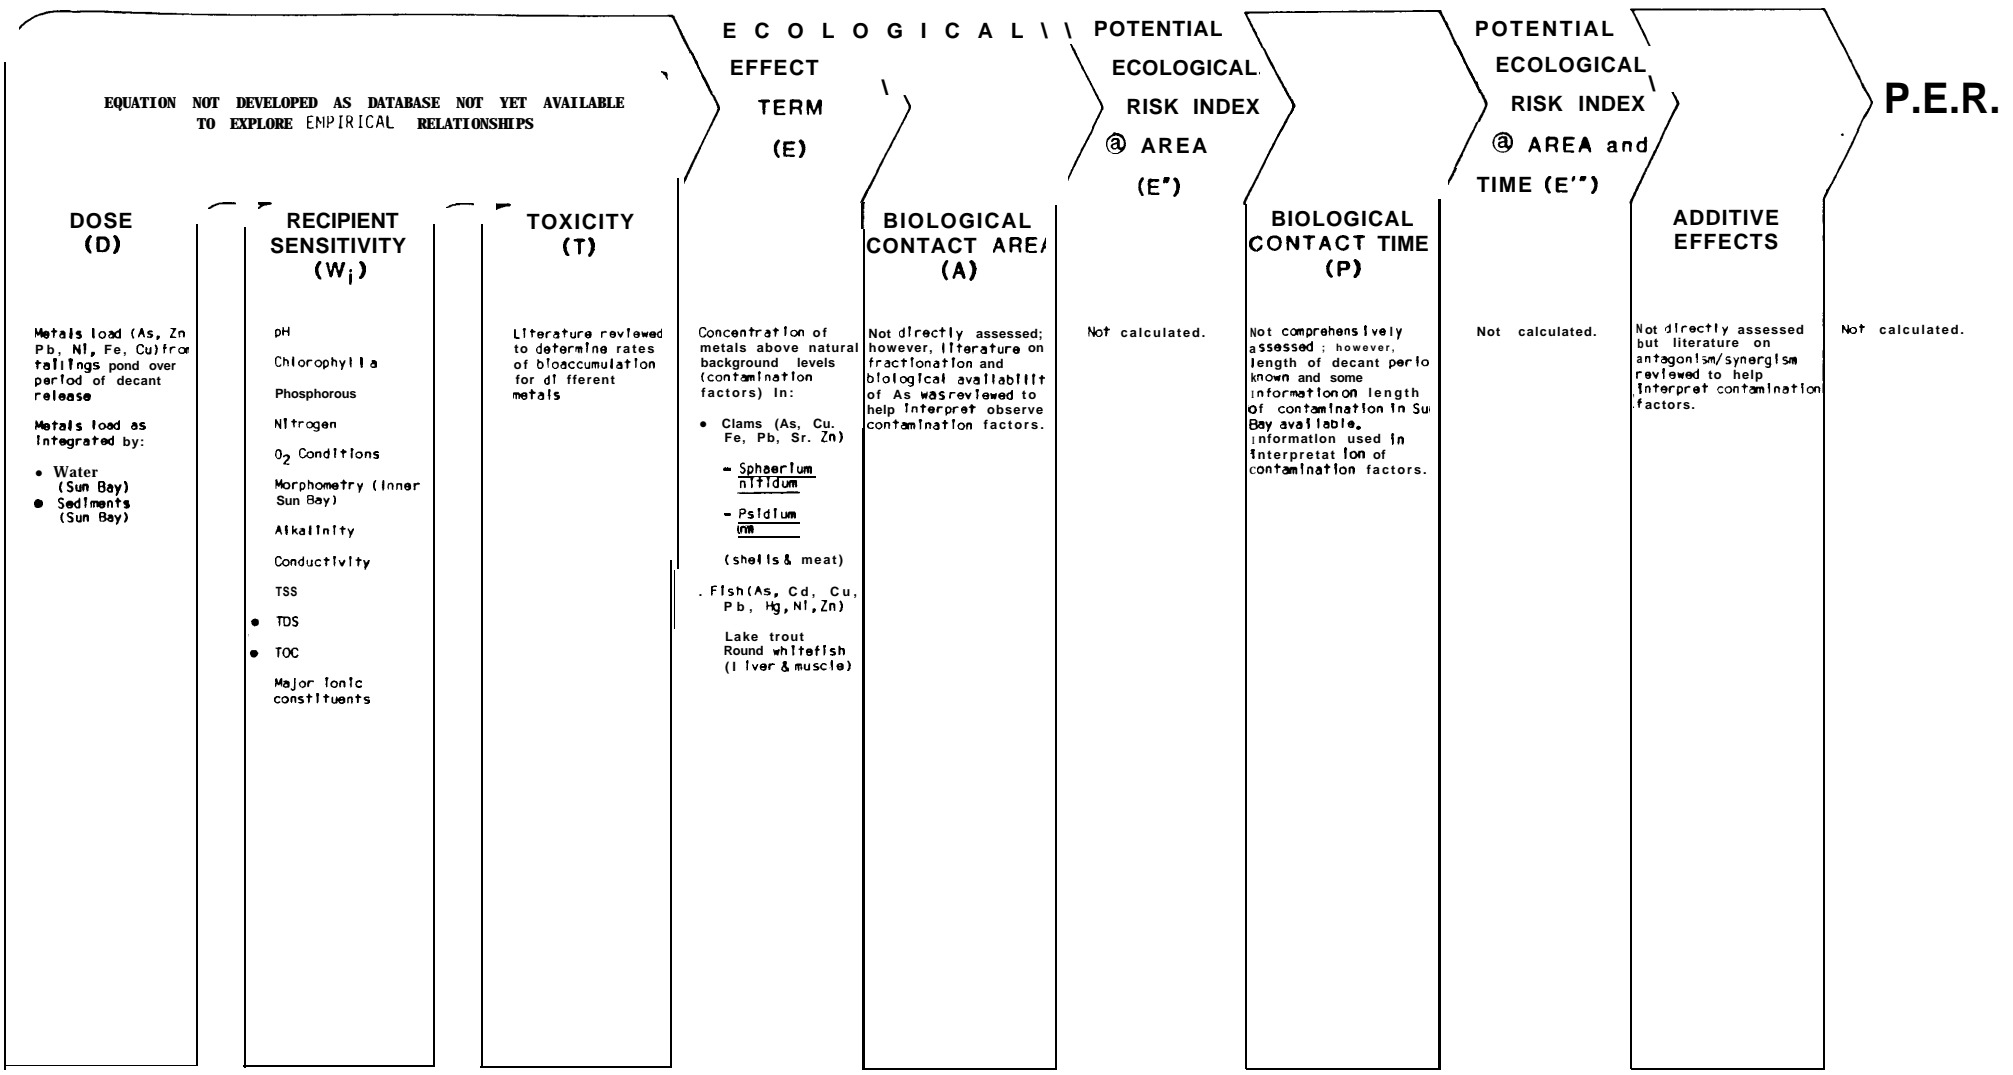 EQUATION NOT DEVELOPED AS DATABASE NOT YET AVAILABLE
TO EXPLORE EMPIRICAL RELATIONSHIPS
DOSE
(D)
Metals load (As, Zn
Pb, Ni, Fe, Cu)from
tailings pond over
period of decant
release
Metals load as
integrated by:
• Water
(Sun Bay)
• Sediments
(Sun Bay)
RECIPIENT
SENSITIVITY
(Wi)
pH
Chlorophyll a
Phosphorous
Nitrogen
O2 Conditions
Morphometry (Inner
Sun Bay)
Alkalinity
Conductivity
TSS
• TDS
• TOC
Major ionic
constituents
TOXICITY
(T)
Literature reviewed
to determine rates
of bioaccumulation
for di fferent
metals
ECOLOGICAL
EFFECT
TERM
(E)
Concentration of
metals above natural
background levels
(contamination
factors) In:
• Clams (As, Cu.
Fe, Pb, Sr. Zn)
- Sphaerium
nitidum
- Psidium
(shells & meat)
. Fish(As, Cd, Cu,
Pb, Hg, Ni, Zn)
Lake trout
Round whitefish
(l iver & muscle)
BIOLOGICAL
CONTACT AREA
(A)
Not directly assessed;
however, literature on
fractionation and
biological availabilit
of As was reviewed to
help interpret observe
contamination factors.
POTENTIAL
ECOLOGICAL
RISK INDEX
@ AREA
(E")
Not calculated.
BIOLOGICAL
CONTACT TIME
(P)
Not comprehensively
assessed ; however,
length of decant perio
known and some
information on length
of contamination in Su
Bay available.
Information used in
interpretat ion of
contamination factors.
POTENTIAL
ECOLOGICAL
RISK INDEX
@ AREA and
TIME (E'")
Not calculated.
ADDITIVE
EFFECTS
Not directly assessed
but literature on
antagonism/synergism
reviewed to help
interpret contamination
factors.
P.E.R.
Not calculated.